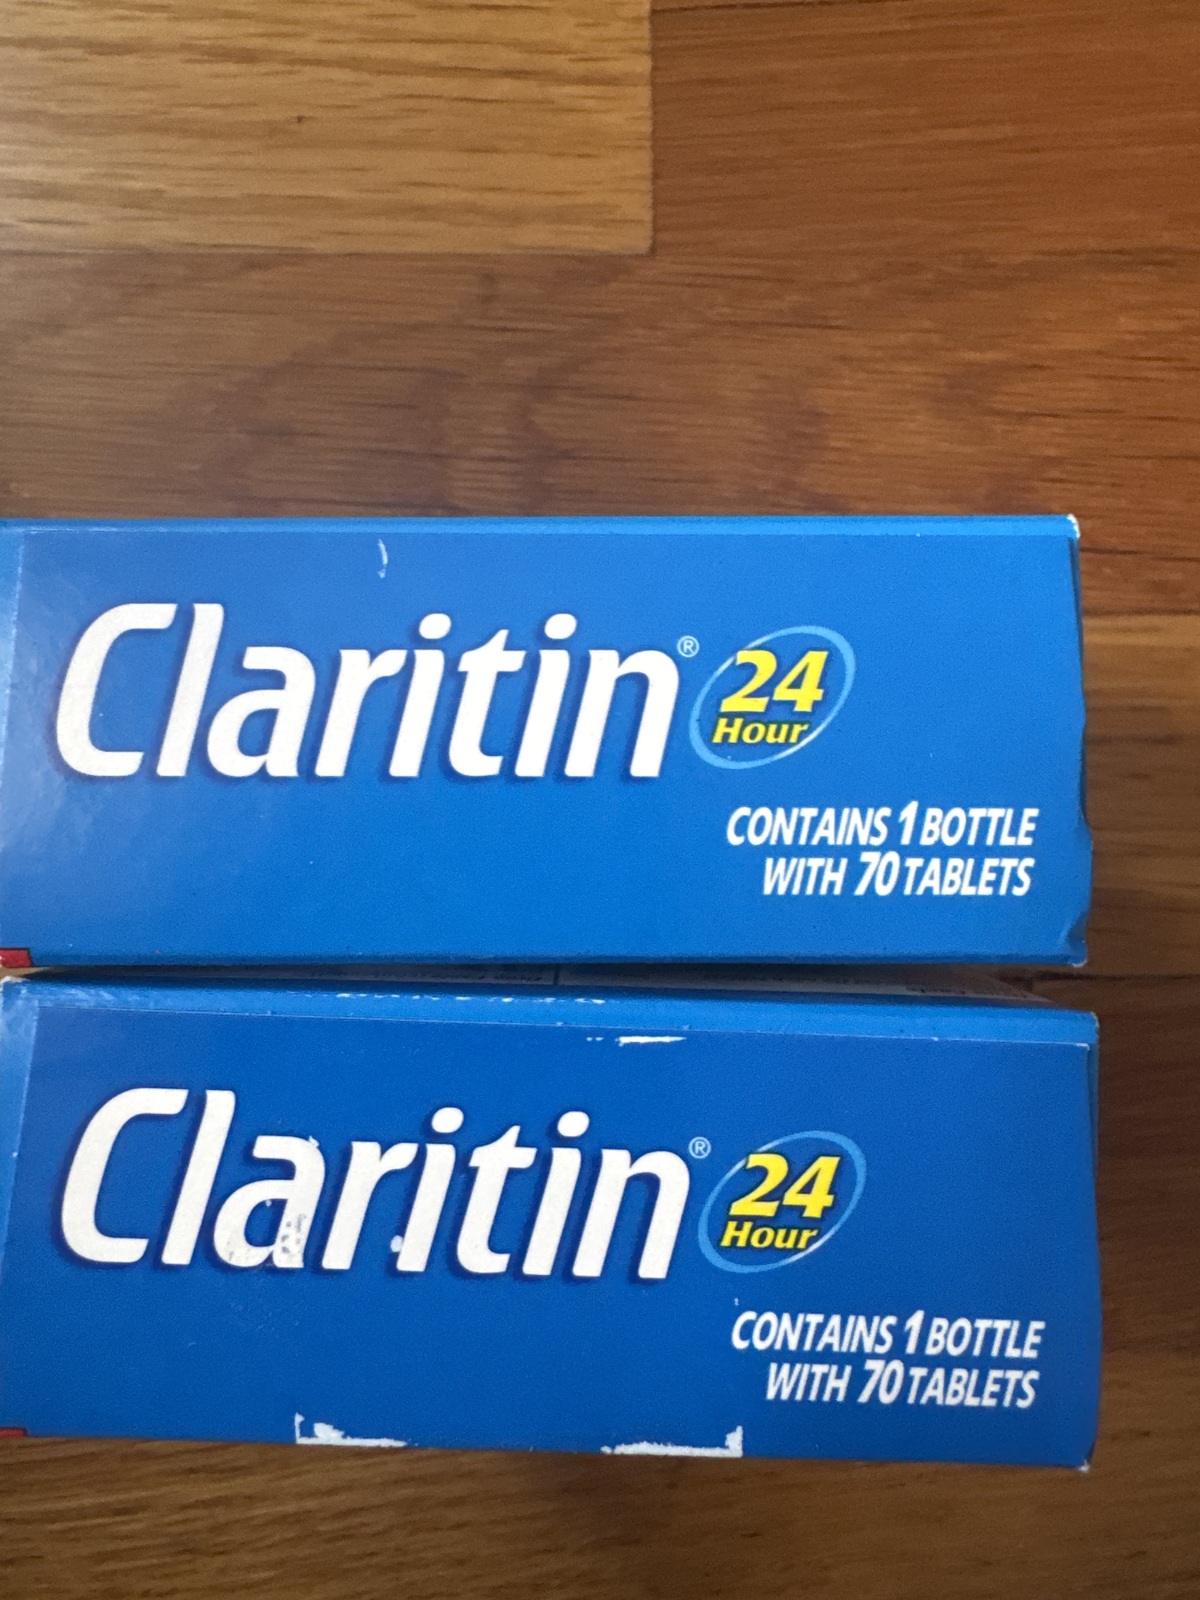 Claritin®
24
Hour
CONTAINS 1 BOTTLE
WITH 70 TABLETS
Claritin®
24
Hour
CONTAINS 1 BOTTLE
WITH 70 TABLETS